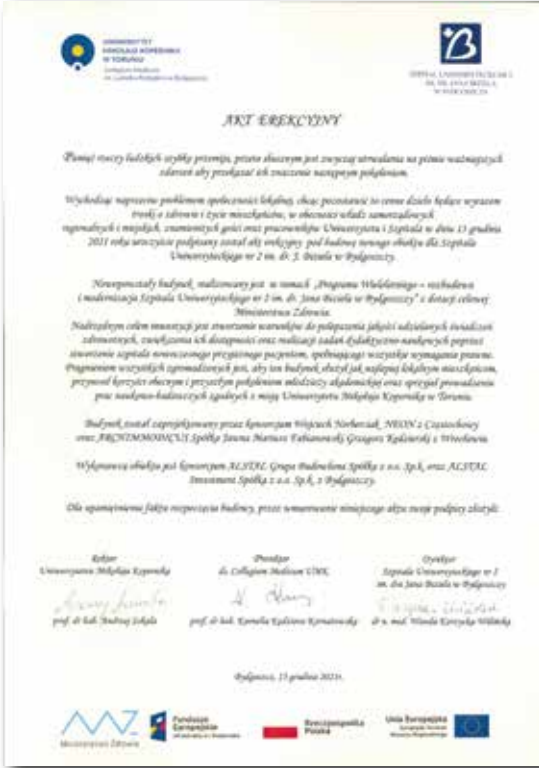 UNIWERSYTET
MIKOŁAJA KOPERNIKA
W TORUNIU
Collegium Medicum
im. Ludwika Rydygiera w Bydgoszczy
SZPITAL UNIWERSYTECKI NR 2
IM. DR. JANA BIZIELA
W BYDGOSZCZY
AKT EREKCYJNY
Pamięć rzeczy ludzkich szybko przemija, przeto słusznym jest zwyczaj utrwalania na piśmie ważniejszych
zdarzeń aby przekazać ich znaczenie następnym pokoleniom.
Wychodząc naprzeciw problemom społeczności lokalnej, chcąc pozostawić to cenne dzieło będące wyrazem
troski o zdrowie i życie mieszkańców, w obecności władz samorządowych
regionalnych i miejskich, znamienitych gości oraz pracowników Uniwersytetu i Szpitala w dniu 15 grudnia
2021 roku uroczyście podpisany został akt erekcyjny pod budowę nowego obiektu dla Szpitala
Uniwersyteckiego nr 2 im. dr. J. Biziela w Bydgoszczy.
Nowopowstały budynek realizowany jest w ramach „Programu Wieloletniego – rozbudowa
i modernizacja Szpitala Uniwersyteckiego nr 2 im. dr. Jana Biziela w Bydgoszczy" z dotacji celowej
Ministerstwa Zdrowia.
Nadrzędnym celem inwestycji jest stworzenie warunków do polepszenia jakości udzielanych świadczeń
zdrowotnych, zwiększenia ich dostępności oraz realizacji zadań dydaktyczno-naukowych poprzez
stworzenie szpitala nowoczesnego przyjaznego pacjentom, spełniającego wszystkie wymagania prawne.
Pragnieniem wszystkich zgromadzonych jest, aby ten budynek służył jak najlepiej lokalnym mieszkańcom,
przynosił korzyści obecnym i przyszłym pokoleniom młodzieży akademickiej oraz sprzyjał prowadzeniu
prac naukowo-badawczych zgodnych z misją Uniwersytetu Mikołaja Kopernika w Toruniu.
Budynek został zaprojektowany przez konsorcjum Wojciech Norberciak NEON z Częstochowy
oraz ARCHIMMODICUS Spółka Jawna Mariusz Fabianowski Grzegorz Kędzierski z Wrocławia.
Wykonawcą obiektu jest konsorcjum ALSTAL Grupa Budowlana Spółka z o.o. Sp.k. oraz ALSTAL
Investment Spółka z o.o. Sp.k. z Bydgoszczy.
Dla upamiętnienia faktu rozpoczęcia budowy, przez wmurowanie niniejszego aktu swoje podpisy złożyli:
Rektor
Uniwersytetu Mikołaja Kopernika
prof. dr hab. Andrzej Sokala
Prorektor
ds. Collegium Medicum UMK
prof. dr hab. Kornelia Kędziora-Kornatowska
Dyrektor
Szpitala Uniwersyteckiego nr 2
im. dra Jana Biziela w Bydgoszczy
dr n. med. Wanda Korzycka-Wilińska
Bydgoszcz, 15 grudnia 2021r.
Ministerstwo Zdrowia
Fundusze
Europejskie
Infrastruktura i Środowisko
Rzeczpospolita
Polska
Unia Europejska
Europejski Fundusz
Rozwoju Regionalnego